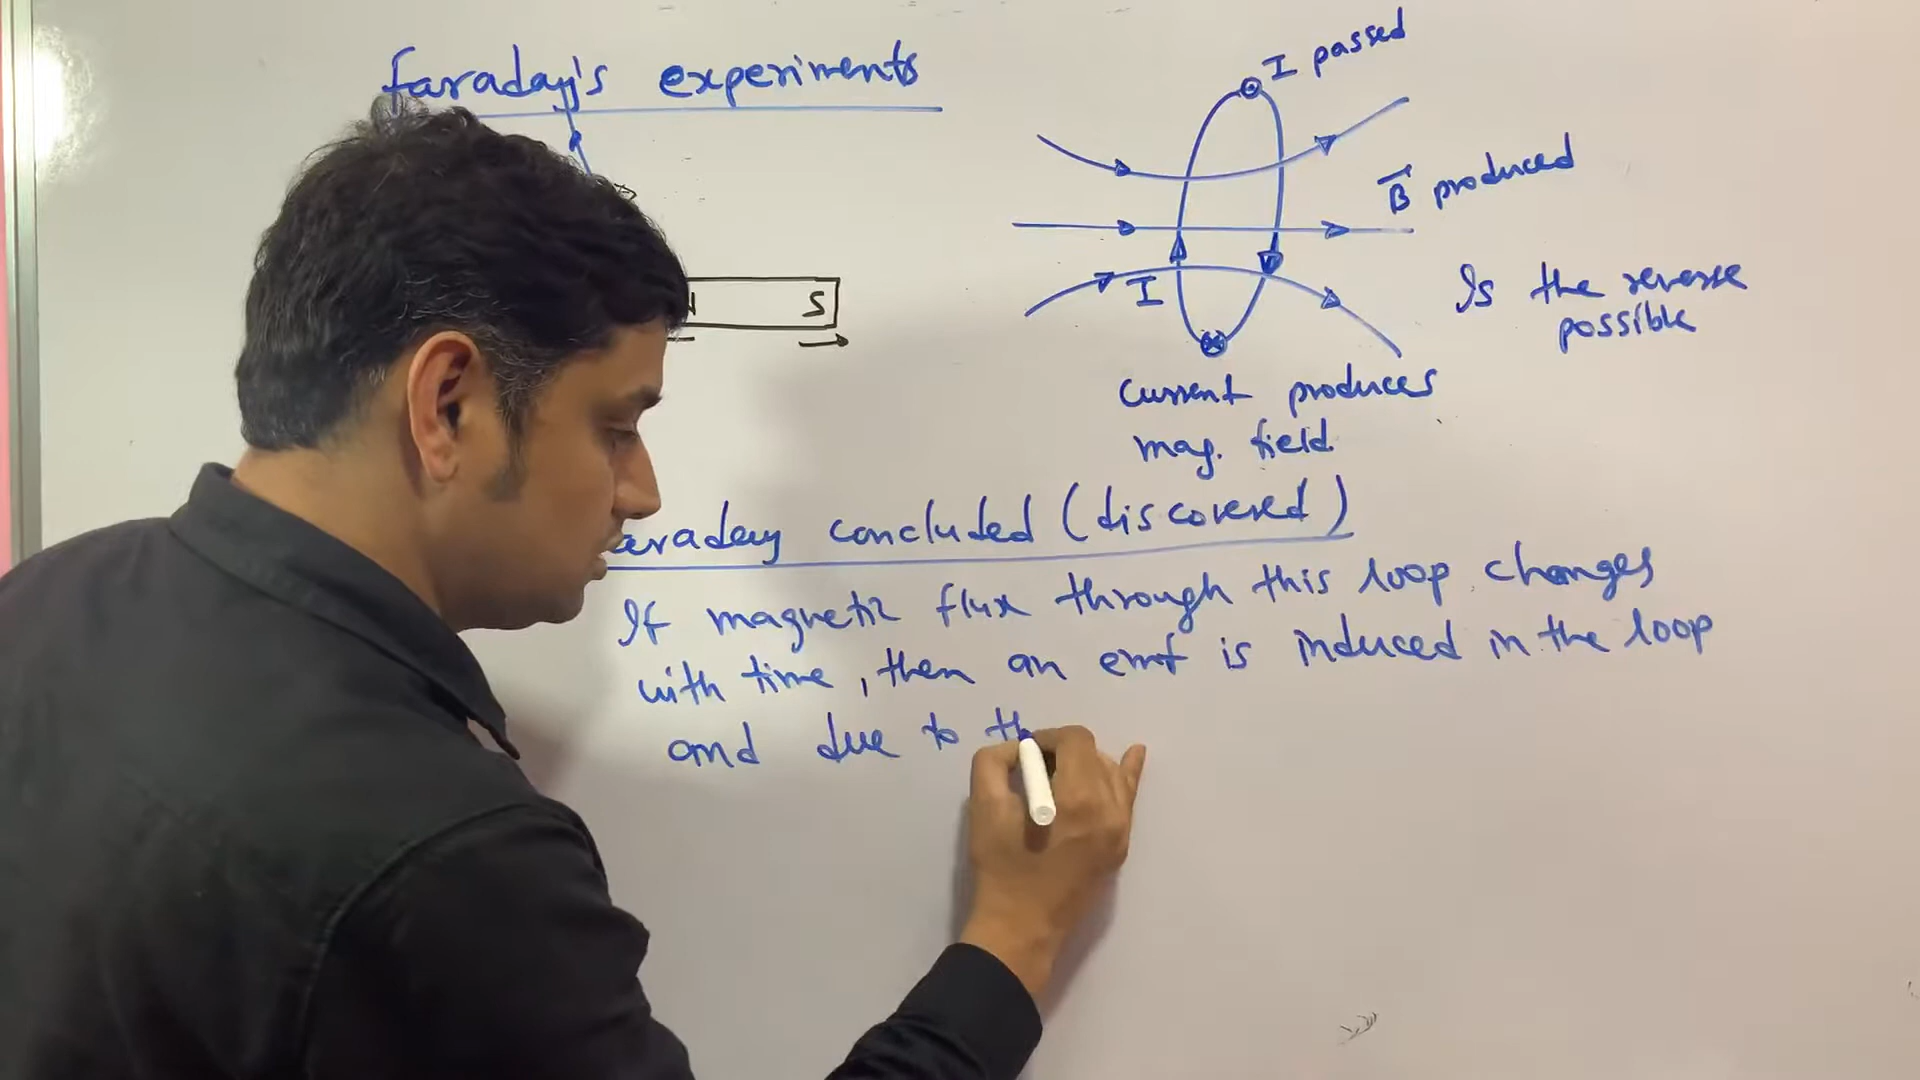 Faraday's experiments
I passed
B produced
S
I
Is the reverse
possible
Current produces
mag. field
araday concluded (discovered)
If magnetic flux through this loop changes
with time, then an emf is induced in the loop
and due to th